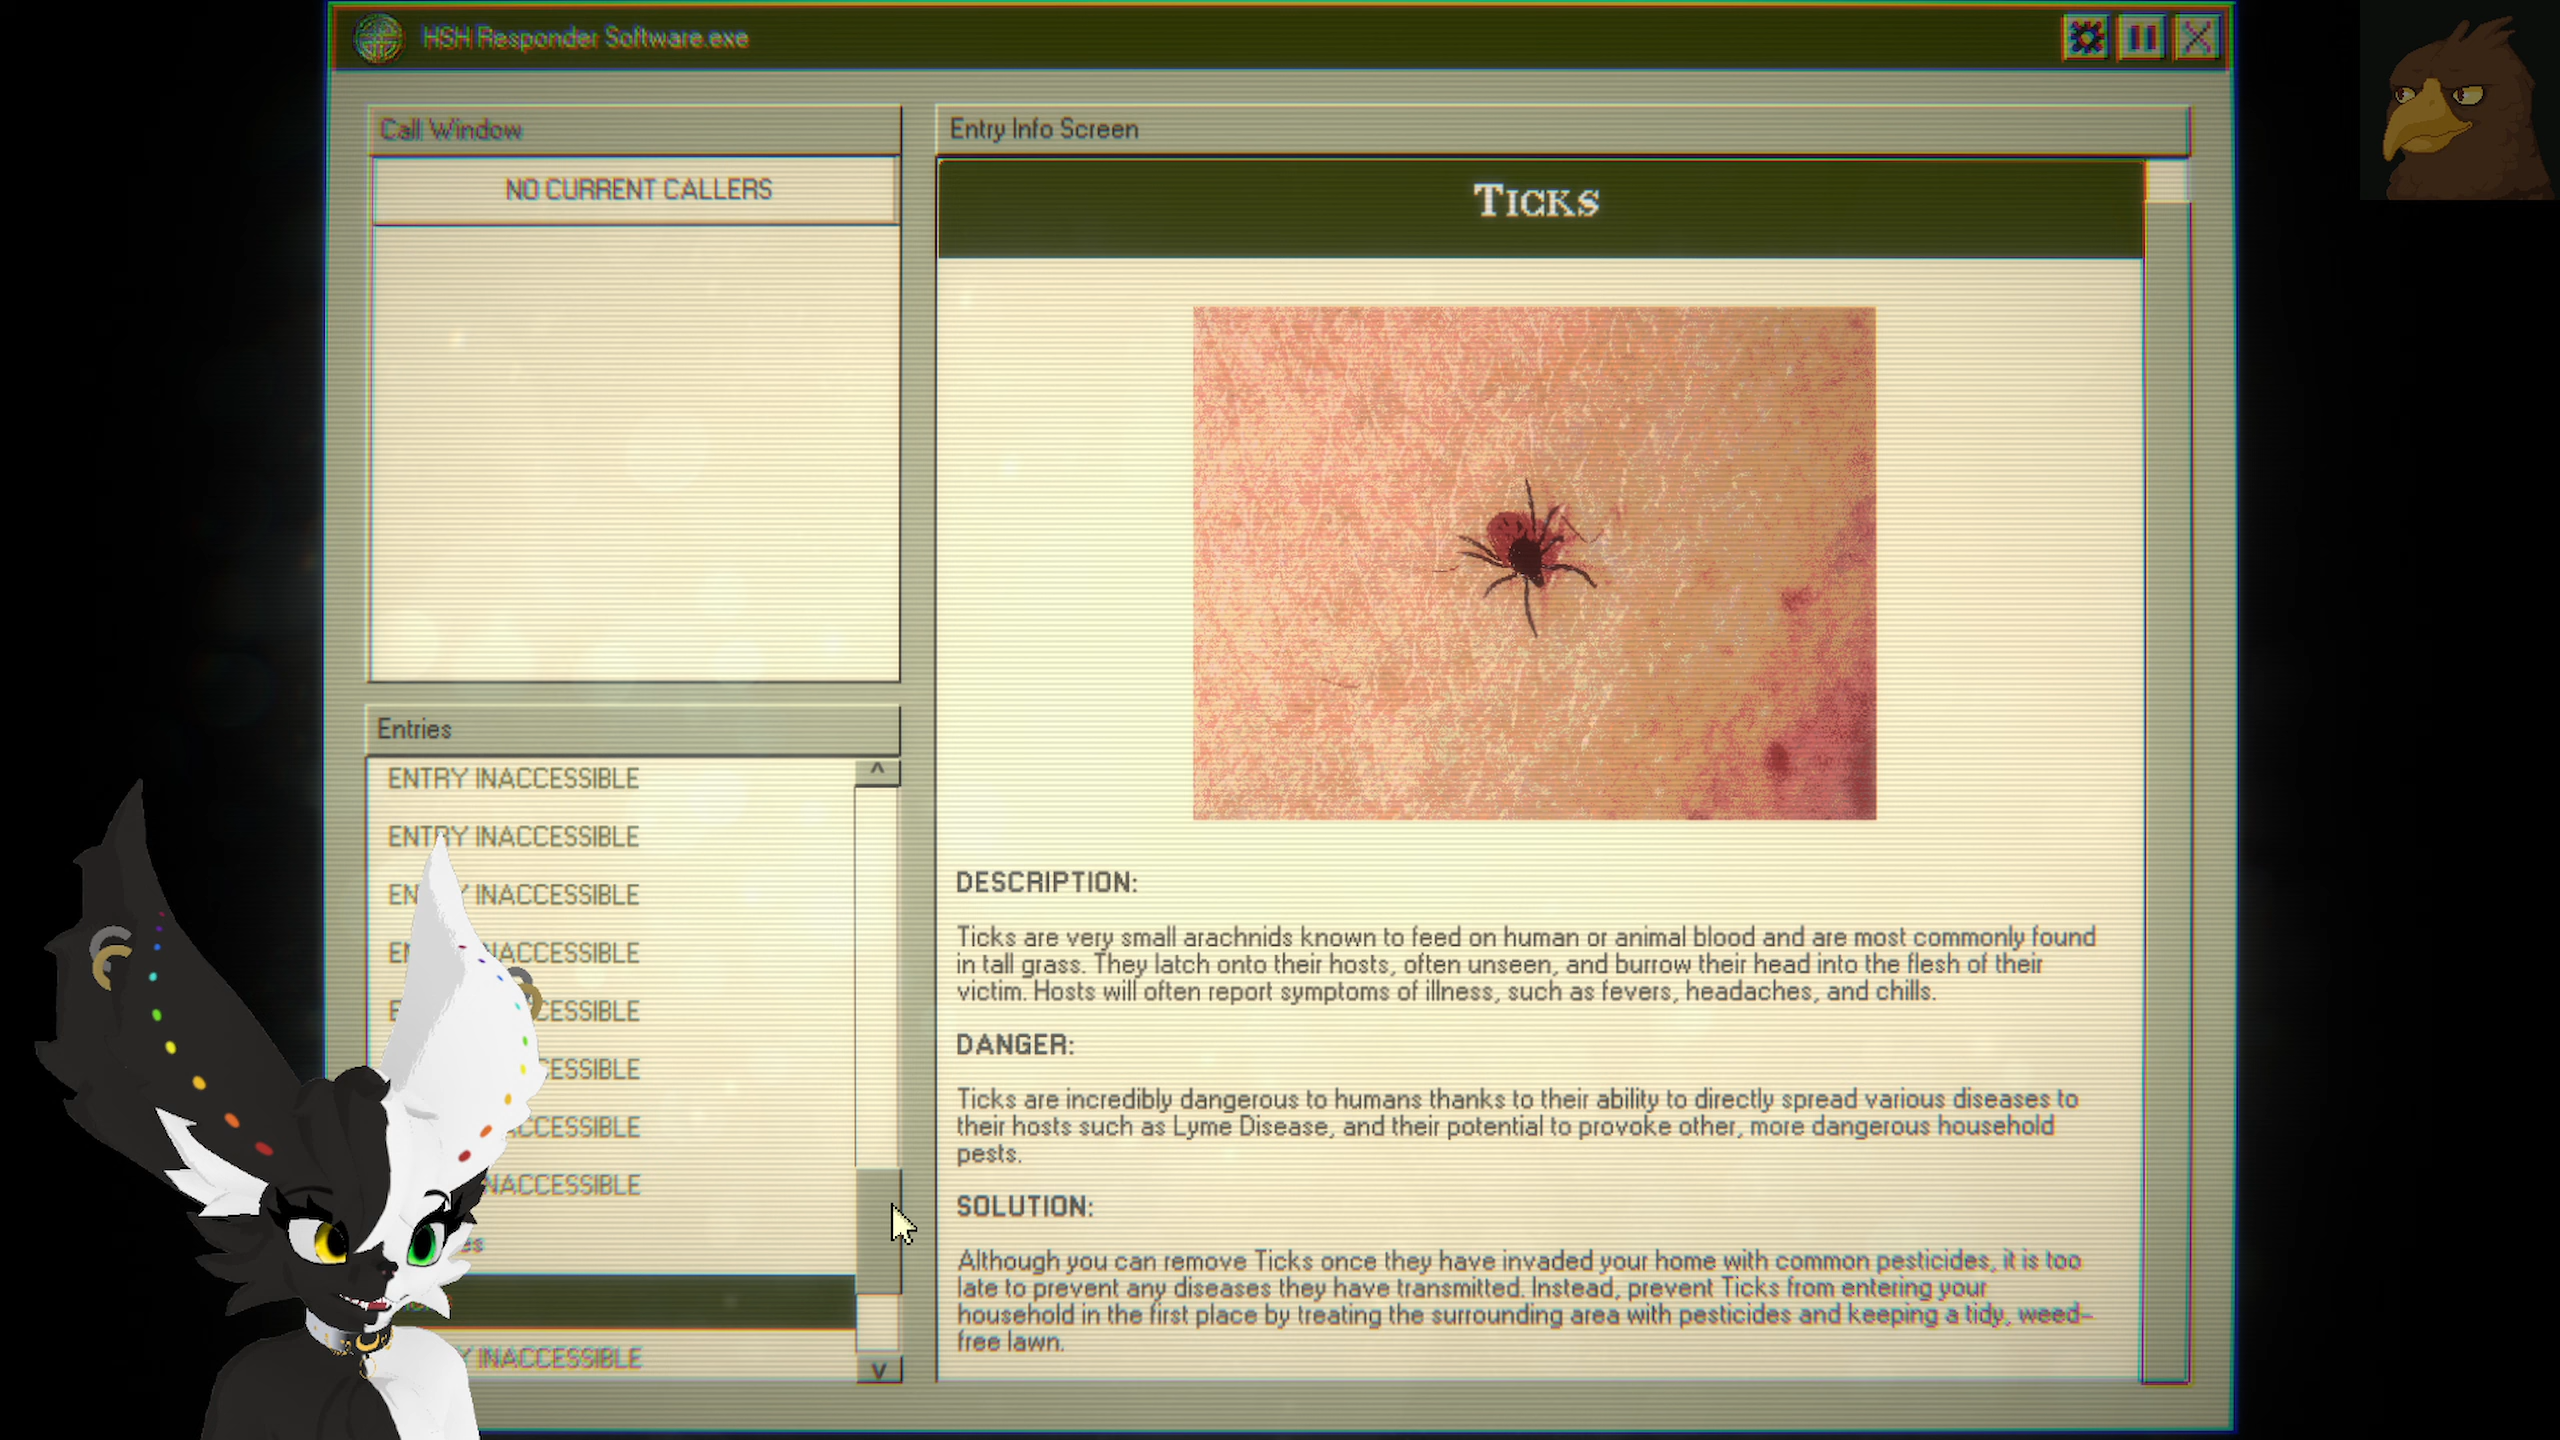 HSH Responder Software.exe
Call Window
NO CURRENT CALLERS
Entries
ENTRY INACCESSIBLE
ENTRY INACCESSIBLE
INACCESSIBLE
INACCESSIBLE
Y INACCESSIBLE
Entry Info Screen
TICKS
DESCRIPTION:
Ticks are very small arachnids known to feed on human or animal blood and are most commonly found
in tall grass. They latch onto their hosts, often unseen, and burrow their head into the flesh of their
victim. Hosts will often report symptoms of illness, such as fevers, headaches, and chills.
DANGER:
Ticks are incredibly dangerous to humans thanks to their ability to directly spread various diseases to
their hosts such as Lyme Disease, and their potential to provoke other, more dangerous household
pests.
SOLUTION:
Although you can remove Ticks once they have invaded your home with common pesticides, it is too
late to prevent any diseases they have transmitted. Instead, prevent Ticks from entering your
household in the first place by treating the surrounding area with pesticides and keeping a tidy, weed-
free lawn.